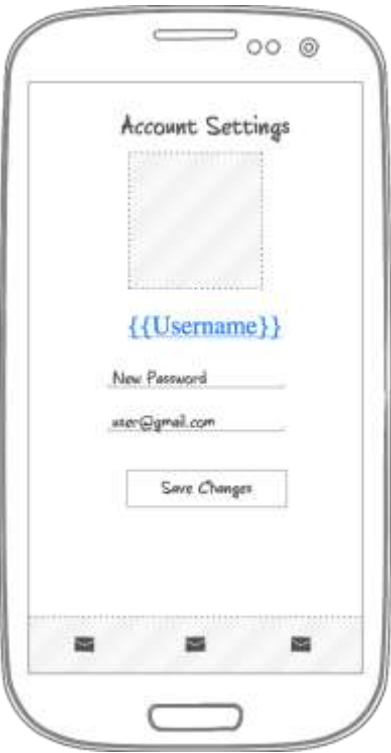 Account Settings
{{Username}}
New Password
user@gmail.com
Save Changes